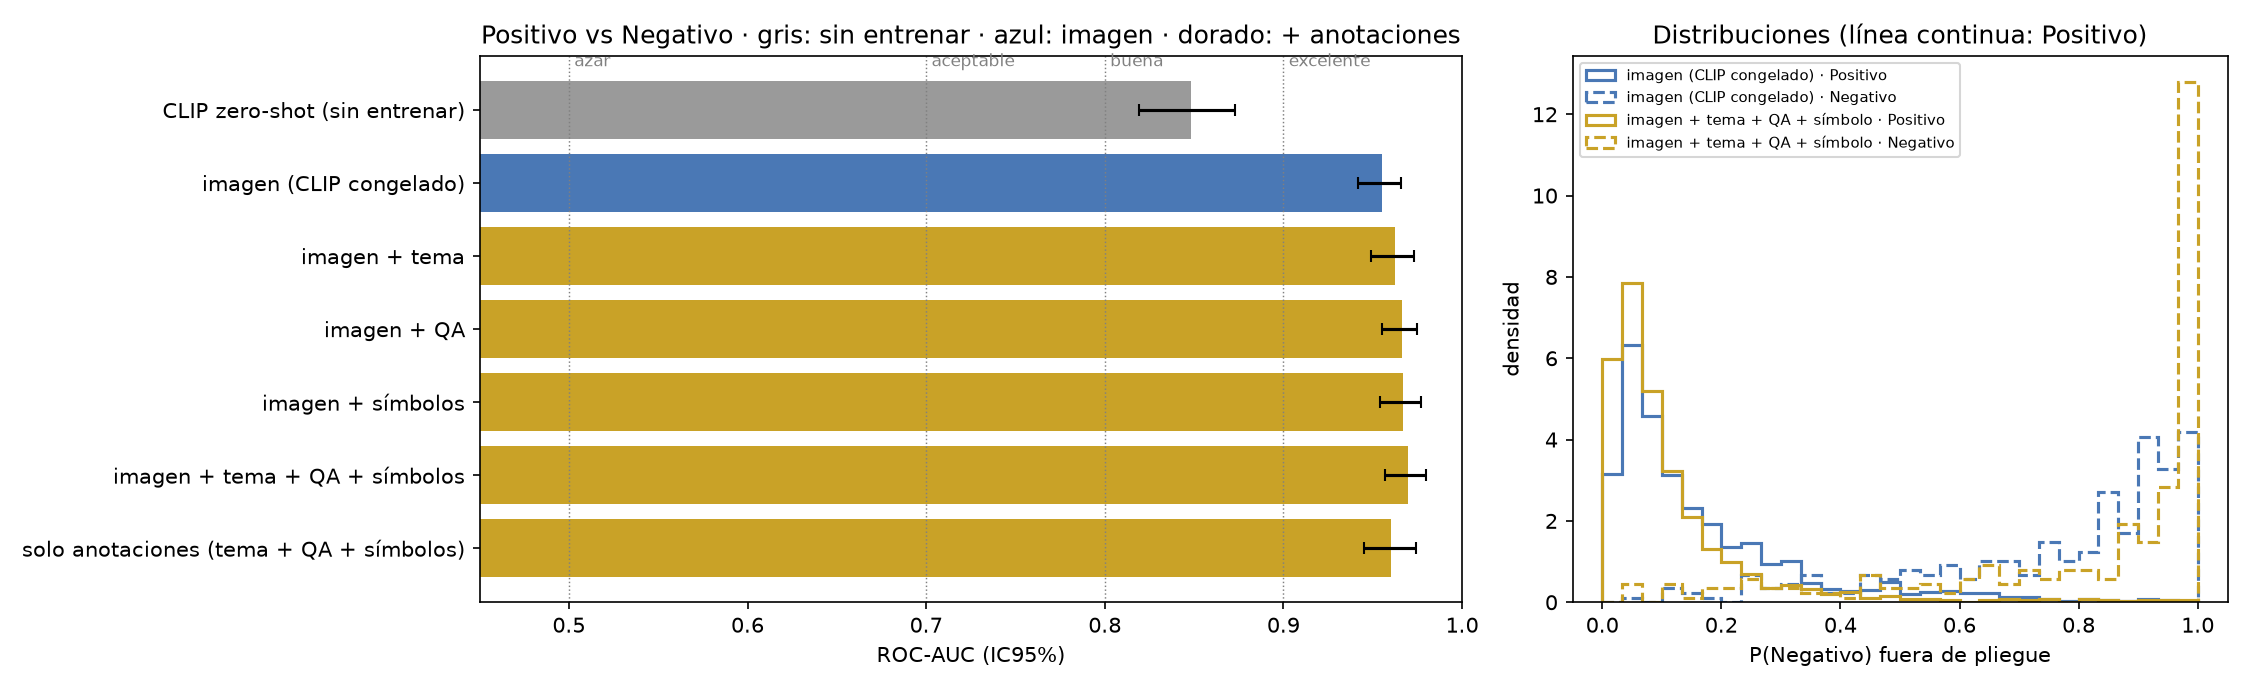 Positivo vs Negativo · gris: sin entrenar · azul: imagen · dorado: + anotaciones
azar
aceptable
buena
excelente
CLIP zero-shot (sin entrenar)
imagen (CLIP congelado)
imagen + tema
imagen + QA
imagen + símbolos
imagen + tema + QA + símbolos
solo anotaciones (tema + QA + símbolos)
0.5
0.6
0.7
0.8
0.9
1.0
ROC-AUC (IC95%)
Distribuciones (línea continua: Positivo)
imagen (CLIP congelado) · Positivo
imagen (CLIP congelado) · Negativo
imagen + tema + QA + símbolo · Positivo
imagen + tema + QA + símbolo · Negativo
densidad
12
10
8
6
4
2
0
0.0
0.2
0.4
0.6
0.8
1.0
P(Negativo) fuera de pliegue